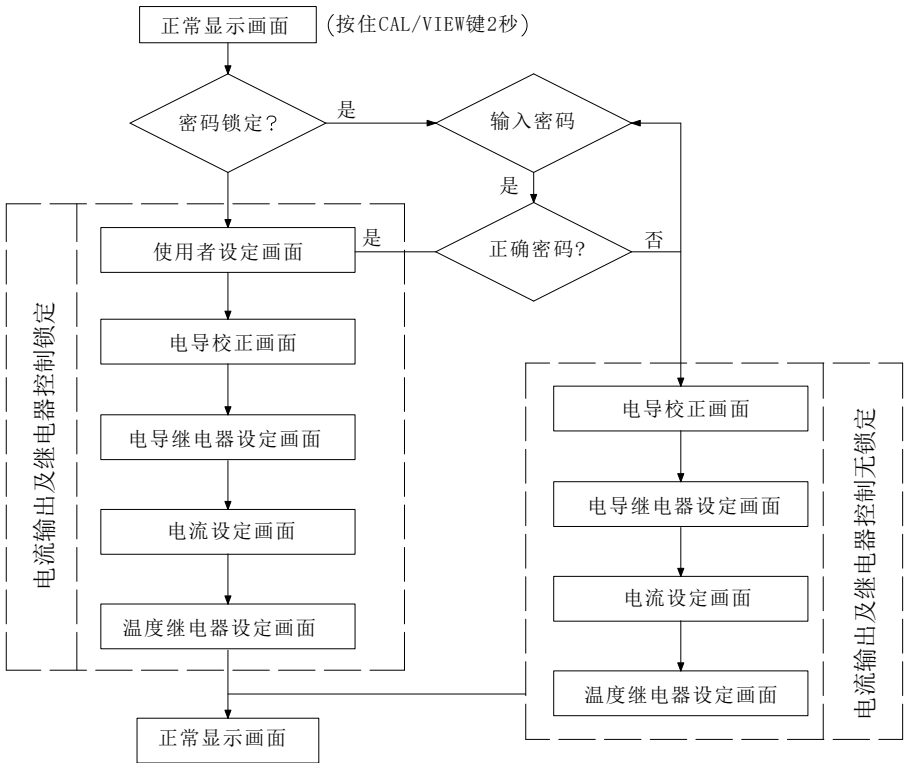 正常显示画面
(按住CAL/VIEW键2秒)
密码锁定?
是
输入密码
是
使用者设定画面
是
正确密码?
否
电流输出及继电器控制锁定
电导校正画面
电导继电器设定画面
电流设定画面
温度继电器设定画面
正常显示画面
电导校正画面
电导继电器设定画面
电流设定画面
温度继电器设定画面
电流输出及继电器控制无锁定